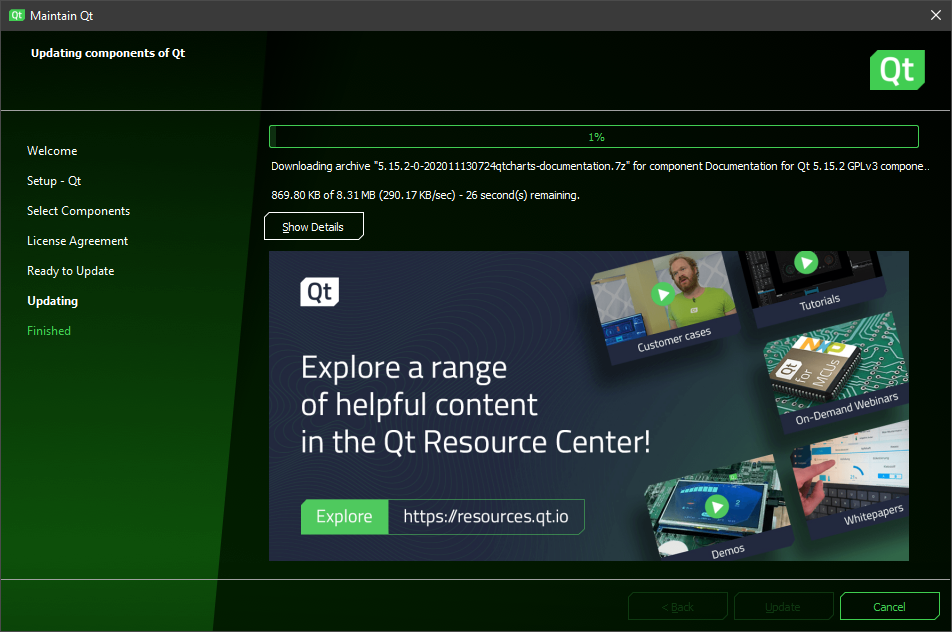 Qt Maintain Qt
Updating components of Qt
Qt
Welcome
Setup - Qt
Select Components
License Agreement
Ready to Update
Updating
Finished
1%
Downloading archive "5.15.2-0-202011130724qtcharts-documentation.7z" for component Documentation for Qt 5.15.2 GPLv3 compone...
869.80 KB of 8.31 MB (290.17 KB/sec) - 26 second(s) remaining.
Show Details
Qt
Explore a range
of helpful content
in the Qt Resource Center!
Explore https://resources.qt.io
Customer cases
Tutorials
NXP
Qt
for
MCUs
On-Demand Webinars
Whitepapers
Demos
< Back
Update
Cancel